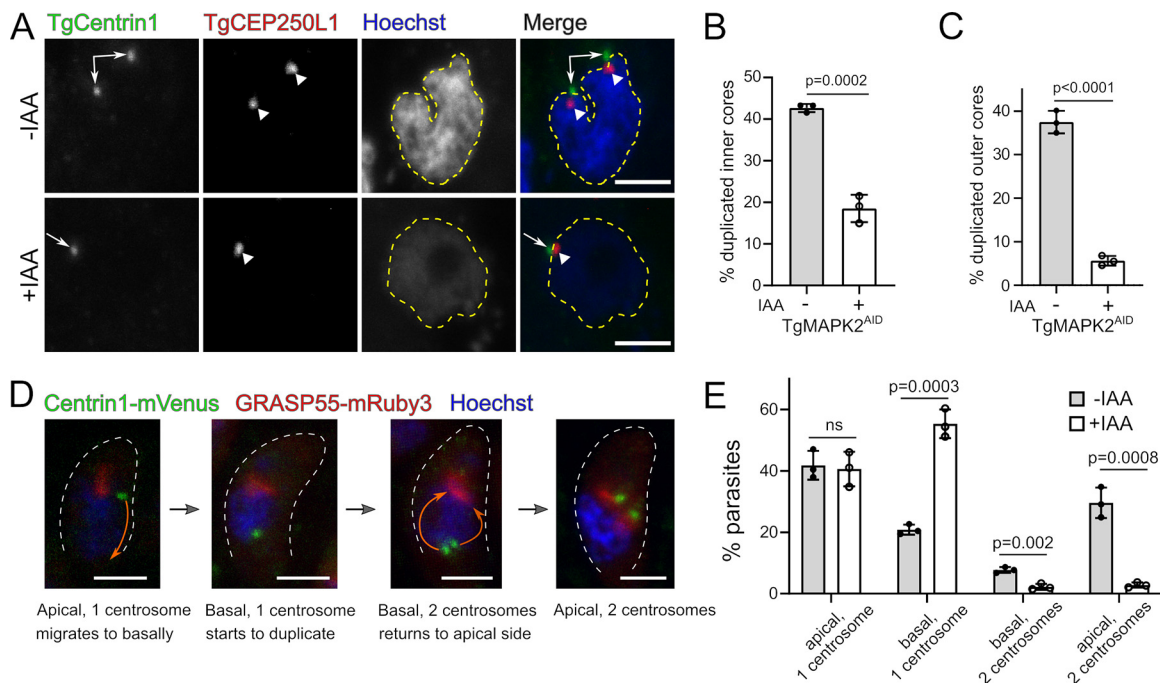 A
TgCentrin1 TgCEP250L1 Hoechst Merge
-IAA
+IAA
B
% duplicated inner cores
50
40
30
20
10
0
p=0.0002
IAA - +
TgMAPK2AID
C
% duplicated outer cores
40
30
20
10
0
p<0.0001
IAA - +
TgMAPK2AID
D
Centrin1-mVenus GRASP55-mRuby3 Hoechst
Apical, 1 centrosome
migrates to basally
Basal, 1 centrosome
starts to duplicate
Basal, 2 centrosomes
returns to apical side
Apical, 2 centrosomes
E
% parasites
60
40
20
0
ns
p=0.0003
p=0.002
p=0.0008
-IAA
+IAA
apical,
1 centrosome
basal,
1 centrosome
basal,
2 centrosomes
apical,
2 centrosomes